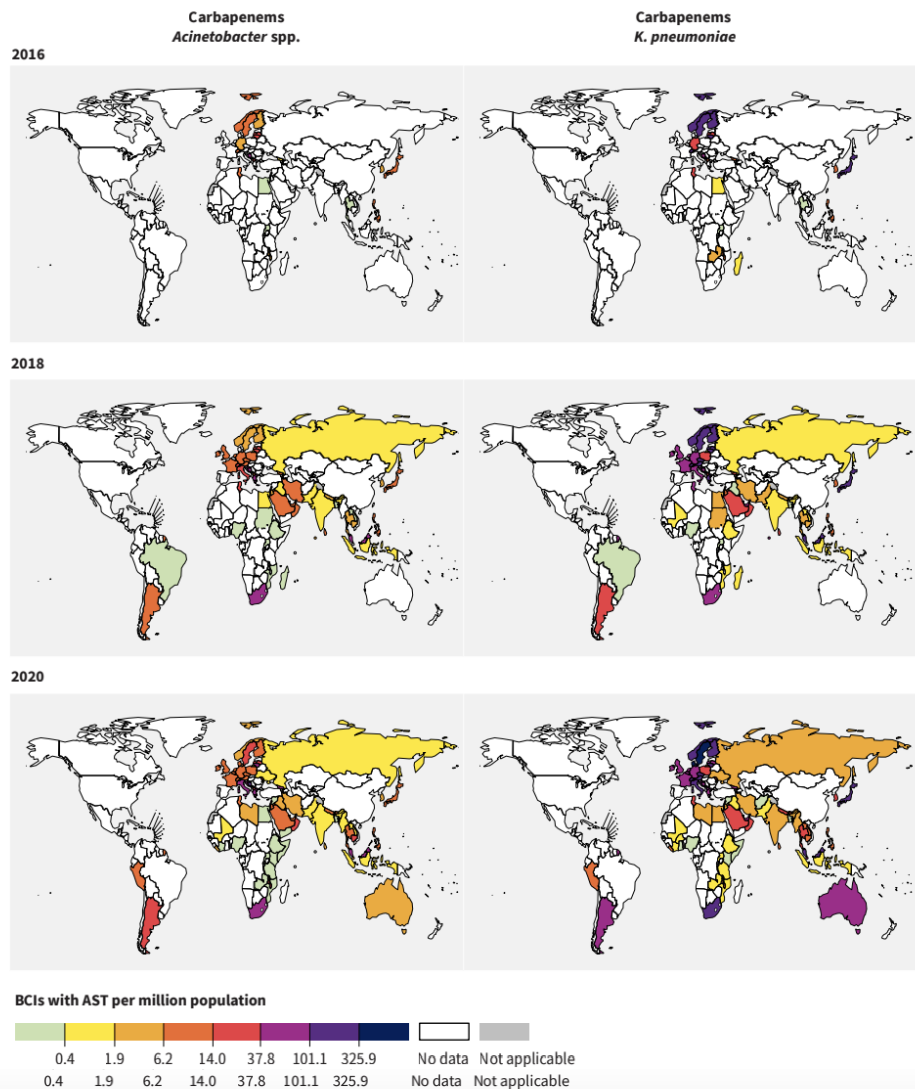 Carbapenems
Acinetobacter spp.
Carbapenems
K. pneumoniae
2016
2018
2020
BCIs with AST per million population
0.4 1.9 6.2 14.0 37.8 101.1 325.9 No data Not applicable
0.4 1.9 6.2 14.0 37.8 101.1 325.9 No data Not applicable